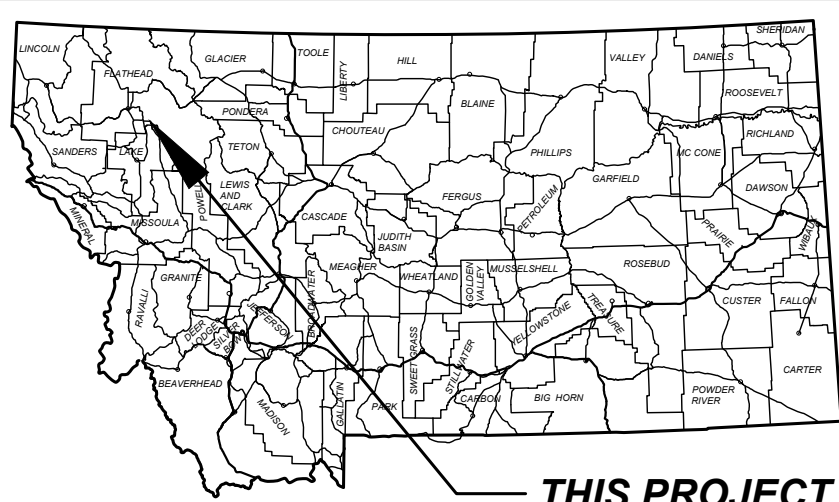 LINCOLN
FLATHEAD
GLACIER
TOOLE
LIBERTY
HILL
BLAINE
VALLEY
DANIELS
SHERIDAN
ROOSEVELT
PONDERA
CHOUTEAU
PHILLIPS
RICHLAND
SANDERS
LAKE
TETON
MC CONE
POWELL
LEWIS
AND
CLARK
CASCADE
FERGUS
PETROLEUM
GARFIELD
DAWSON
MINERAL
MISSOULA
JUDITH
BASIN
PRAIRIE
WIBAUX
GRANITE
MEAGHER
WHEATLAND
GOLDEN
VALLEY
MUSSELSHELL
ROSEBUD
RAVALLI
DEER
LODGE
SILVER
BOW
JEFFERSON
BROADWATER
SWEET GRASS
STILLWATER
YELLOWSTONE
TREASURE
CUSTER
FALLON
BEAVERHEAD
MADISON
GALLATIN
PARK
CARBON
BIG HORN
POWDER
RIVER
CARTER
THIS PROJECT